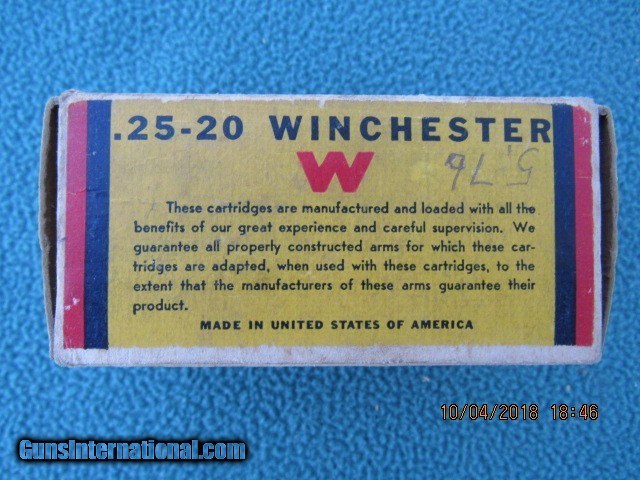 .25-20 WINCHESTER
W
5.76
These cartridges are manufactured and loaded with all the
benefits of our great experience and careful supervision. We
guarantee all properly constructed arms for which these car-
tridges are adapted, when used with these cartridges, to the
extent that the manufacturers of these arms guarantee their
product.
MADE IN UNITED STATES OF AMERICA
10/04/2018 18:46
GunsInternational.com